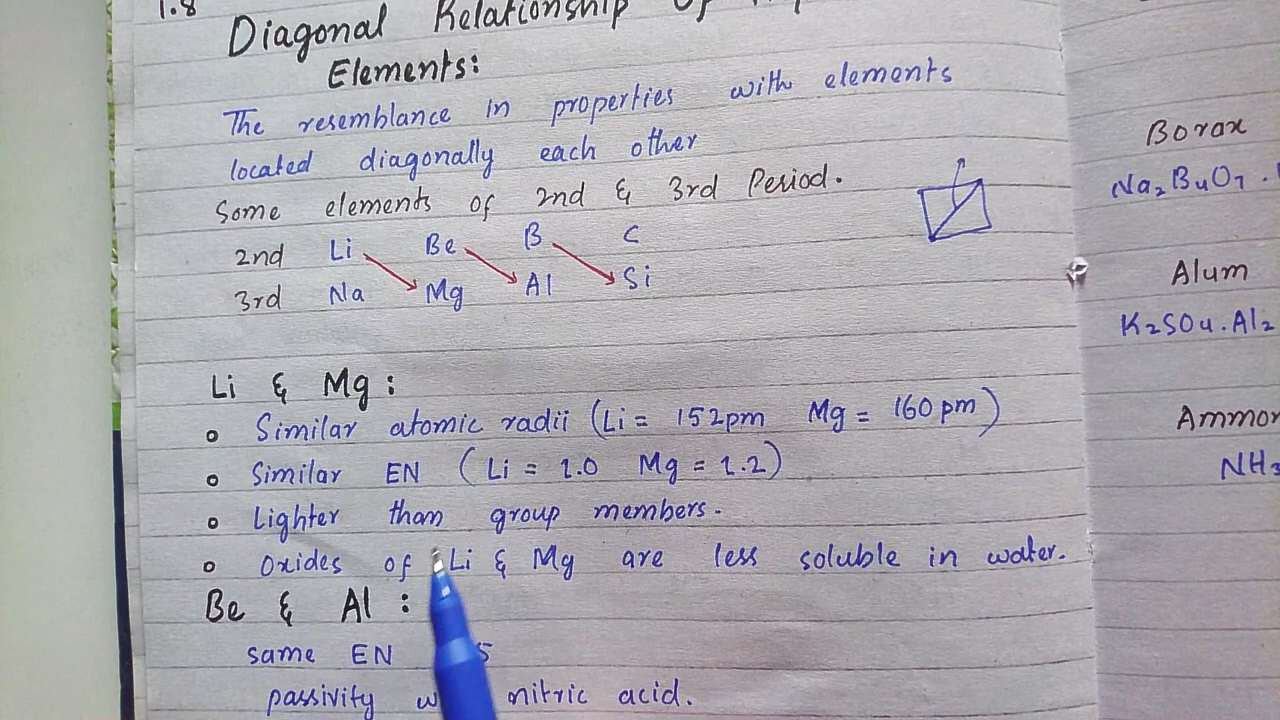 1.8
Diagonal Relationship Of
Elements:
The resemblance in properties with elements
located diagonally each other
Some elements of 2nd & 3rd Period.
2nd Li Be B C
3rd Na Mg Al Si
Li & Mg:
Similar atomic radii (Li = 152pm Mg = 160pm)
Similar EN (Li = 1.0 Mg = 1.2)
Lighter than group members.
Oxides of Li & Mg are less soluble in water.
Be & Al:
same EN 5
passivity nitric acid.
Borax
Na2B4O7 .
Alum
K2SO4.Al2
Ammon
NH3